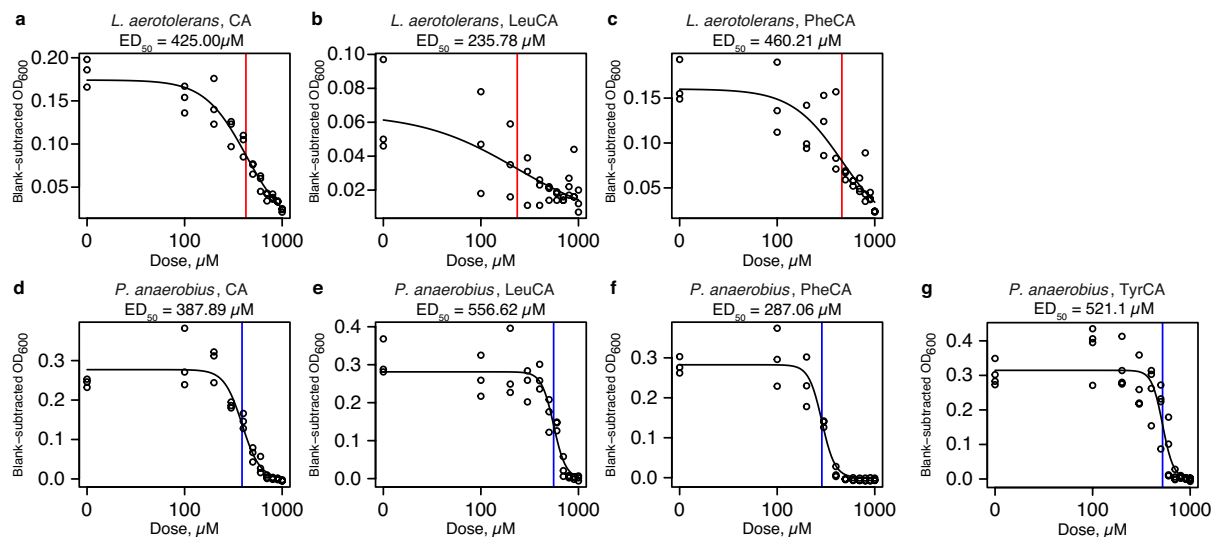 a
L. aerotolerans, CA
ED50 = 425.00µM
Blank−subtracted OD600
0.20
0.15
0.10
0.05
0 100 1000
Dose, µM
b
L. aerotolerans, LeuCA
ED50 = 235.78 µM
Blank−subtracted OD600
0.10
0.08
0.06
0.04
0.02
0 100 1000
Dose, µM
c
L. aerotolerans, PheCA
ED50 = 460.21 µM
Blank−subtracted OD600
0.15
0.10
0.05
0 100 1000
Dose, µM
d
P. anaerobius, CA
ED50 = 387.89 µM
Blank−subtracted OD600
0.3
0.2
0.1
0.0
0 100 1000
Dose, µM
e
P. anaerobius, LeuCA
ED50 = 556.62 µM
Blank−subtracted OD600
0.4
0.3
0.2
0.1
0.0
0 100 1000
Dose, µM
f
P. anaerobius, PheCA
ED50 = 287.06 µM
Blank−subtracted OD600
0.3
0.2
0.1
0.0
0 100 1000
Dose, µM
g
P. anaerobius, TyrCA
ED50 = 521.1 µM
Blank−subtracted OD600
0.4
0.3
0.2
0.1
0.0
0 100 1000
Dose, µM